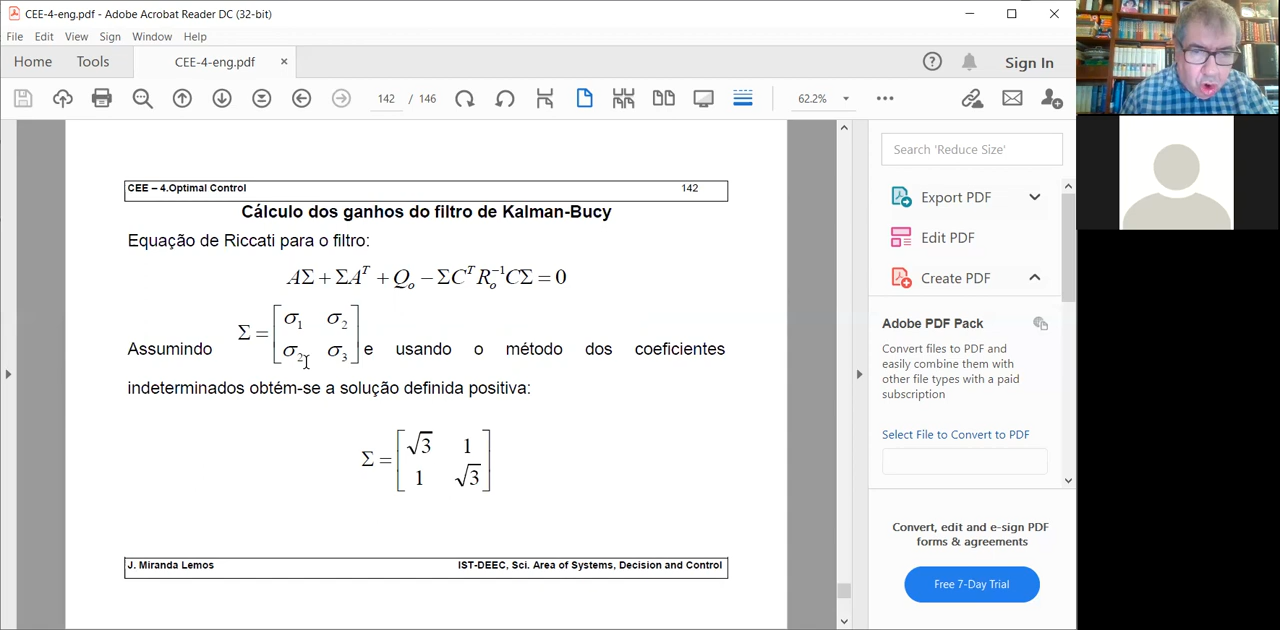 CEE-4-eng.pdf - Adobe Acrobat Reader DC (32-bit)
File Edit View Sign Window Help
Home Tools CEE-4-eng.pdf × Sign In
142 / 146 62.2%
CEE – 4.Optimal Control 142
Cálculo dos ganhos do filtro de Kalman-Bucy
Equação de Riccati para o filtro:
AΣ + ΣA^T + Q_o − ΣC^T R_o^{−1} CΣ = 0
Σ = [σ_1 σ_2
σ_2 σ_3]
Assumindo e usando o método dos coeficientes
indeterminados obtém-se a solução definida positiva:
Σ = [√3 1
1 √3]
J. Miranda Lemos IST-DEEC, Sci. Area of Systems, Decision and Control
Search 'Reduce Size'
Export PDF
Edit PDF
Create PDF
Adobe PDF Pack
Convert files to PDF and
easily combine them with
other file types with a paid
subscription
Select File to Convert to PDF
Convert, edit and e-sign PDF
forms & agreements
Free 7-Day Trial